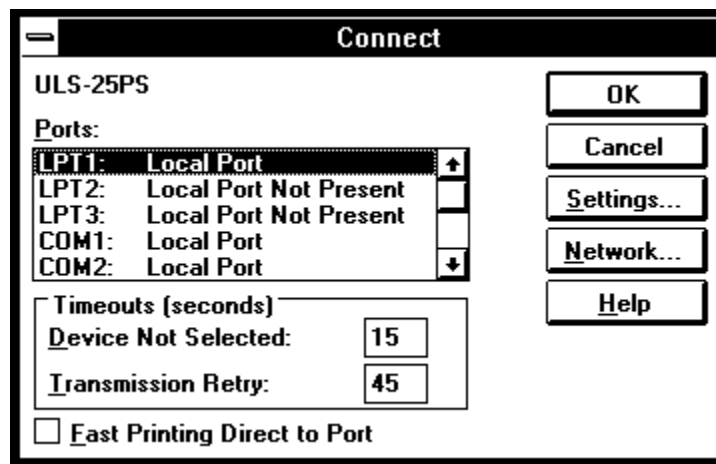 Connect
ULS-25PS
Ports:
LPT1: Local Port
LPT2: Local Port Not Present
LPT3: Local Port Not Present
COM1: Local Port
COM2: Local Port
Timeouts (seconds)
Device Not Selected: 15
Transmission Retry: 45
Fast Printing Direct to Port
OK
Cancel
Settings...
Network...
Help